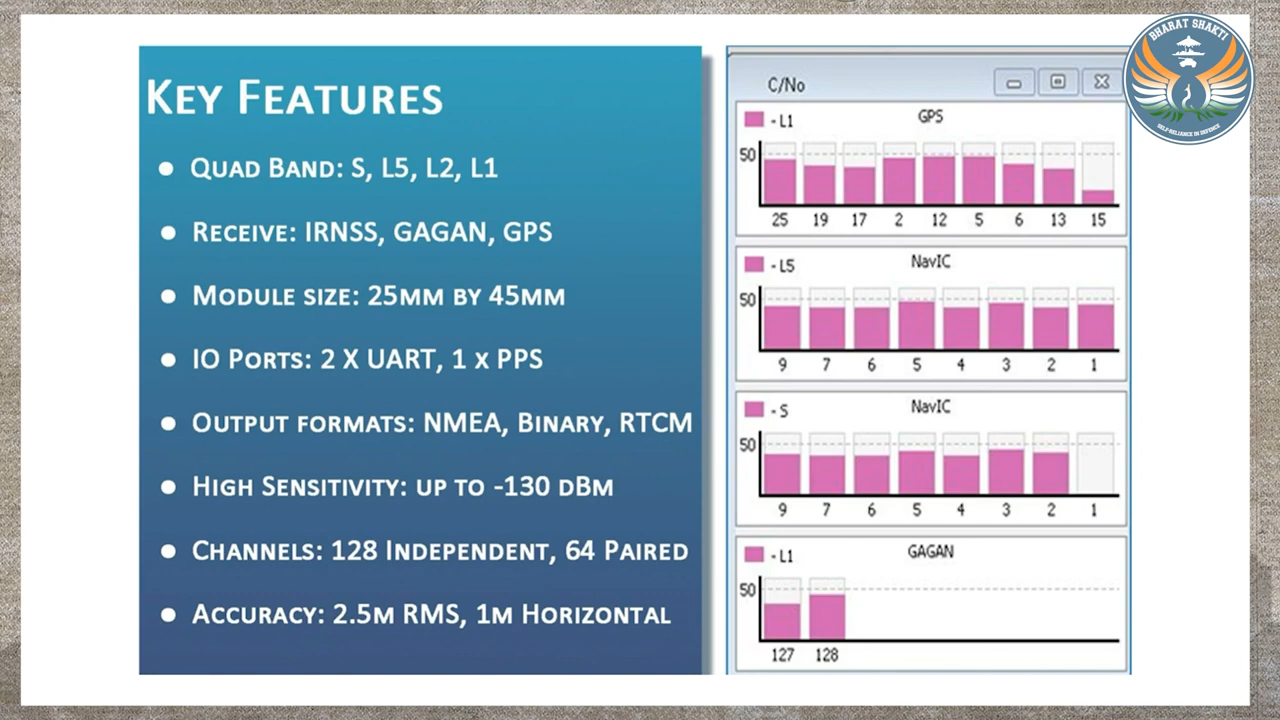 KEY FEATURES
QUAD BAND: S, L5, L2, L1
RECEIVE: IRNSS, GAGAN, GPS
MODULE SIZE: 25MM BY 45MM
IO PORTS: 2 X UART, 1 X PPS
OUTPUT FORMATS: NMEA, BINARY, RTCM
HIGH SENSITIVITY: UP TO -130 DBM
CHANNELS: 128 INDEPENDENT, 64 PAIRED
ACCURACY: 2.5M RMS, 1M HORIZONTAL
C/No
- L1
GPS
50
25 19 17 2 12 5 6 13 15
- L5
NavIC
50
9 7 6 5 4 3 2 1
- S
NavIC
50
9 7 6 5 4 3 2 1
- L1
GAGAN
50
127 128
BHARAT SHAKTI
SELF-RELIANCE IN DEFENCE